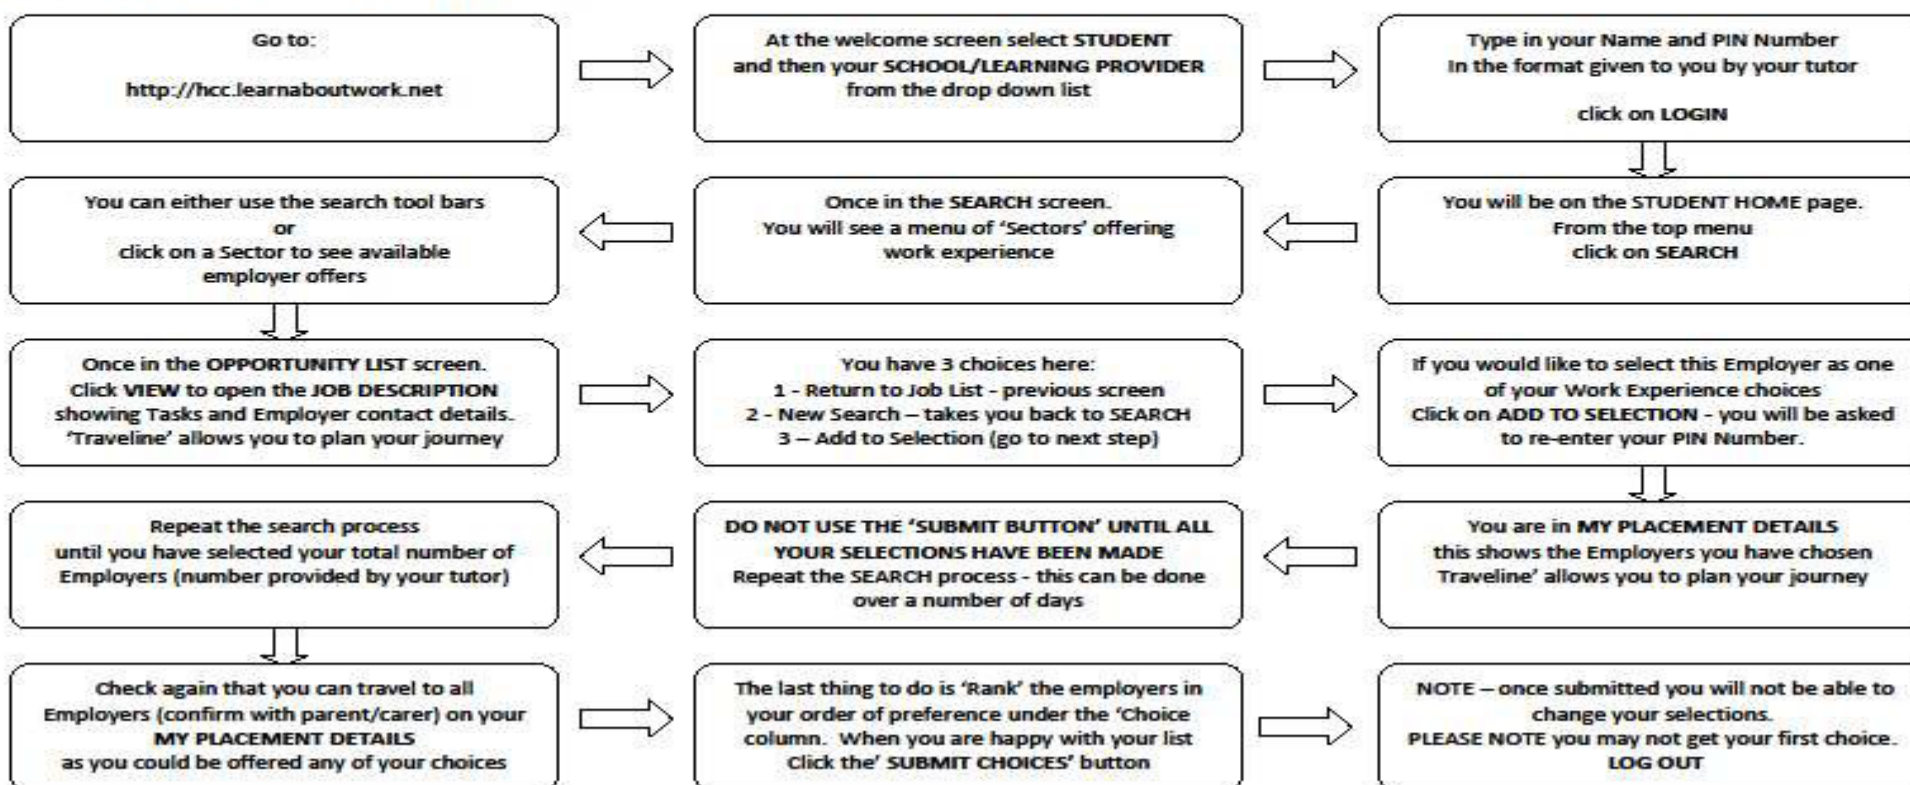 Go to:
http://hcc.learnaboutwork.net
At the welcome screen select STUDENT
and then your SCHOOL/LEARNING PROVIDER
from the drop down list
Type in your Name and PIN Number
In the format given to you by your tutor
click on LOGIN
You will be on the STUDENT HOME page.
From the top menu
click on SEARCH
Once in the SEARCH screen.
You will see a menu of ‘Sectors’ offering
work experience
You can either use the search tool bars
or
click on a Sector to see available
employer offers
Once in the OPPORTUNITY LIST screen.
Click VIEW to open the JOB DESCRIPTION
showing Tasks and Employer contact details.
‘Traveline’ allows you to plan your journey
You have 3 choices here:
1 - Return to Job List - previous screen
2 - New Search – takes you back to SEARCH
3 – Add to Selection (go to next step)
If you would like to select this Employer as one
of your Work Experience choices
Click on ADD TO SELECTION - you will be asked
to re-enter your PIN Number.
You are in MY PLACEMENT DETAILS
this shows the Employers you have chosen
Traveline’ allows you to plan your journey
DO NOT USE THE ‘SUBMIT BUTTON’ UNTIL ALL
YOUR SELECTIONS HAVE BEEN MADE
Repeat the SEARCH process - this can be done
over a number of days
Repeat the search process
until you have selected your total number of
Employers (number provided by your tutor)
Check again that you can travel to all
Employers (confirm with parent/carer) on your
MY PLACEMENT DETAILS
as you could be offered any of your choices
The last thing to do is ‘Rank’ the employers in
your order of preference under the ‘Choice
column. When you are happy with your list
Click the’ SUBMIT CHOICES’ button
NOTE – once submitted you will not be able to
change your selections.
PLEASE NOTE you may not get your first choice.
LOG OUT